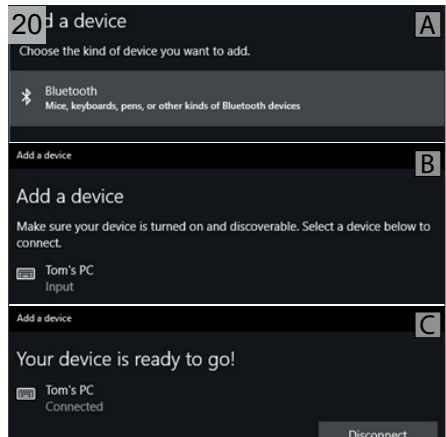 20 d a device
A
Choose the kind of device you want to add.
Bluetooth
Mice, keyboards, pens, or other kinds of Bluetooth devices
Add a device
B
Add a device
Make sure your device is turned on and discoverable. Select a device below to
connect.
Tom's PC
Input
Add a device
C
Your device is ready to go!
Tom's PC
Connected
Disconnect